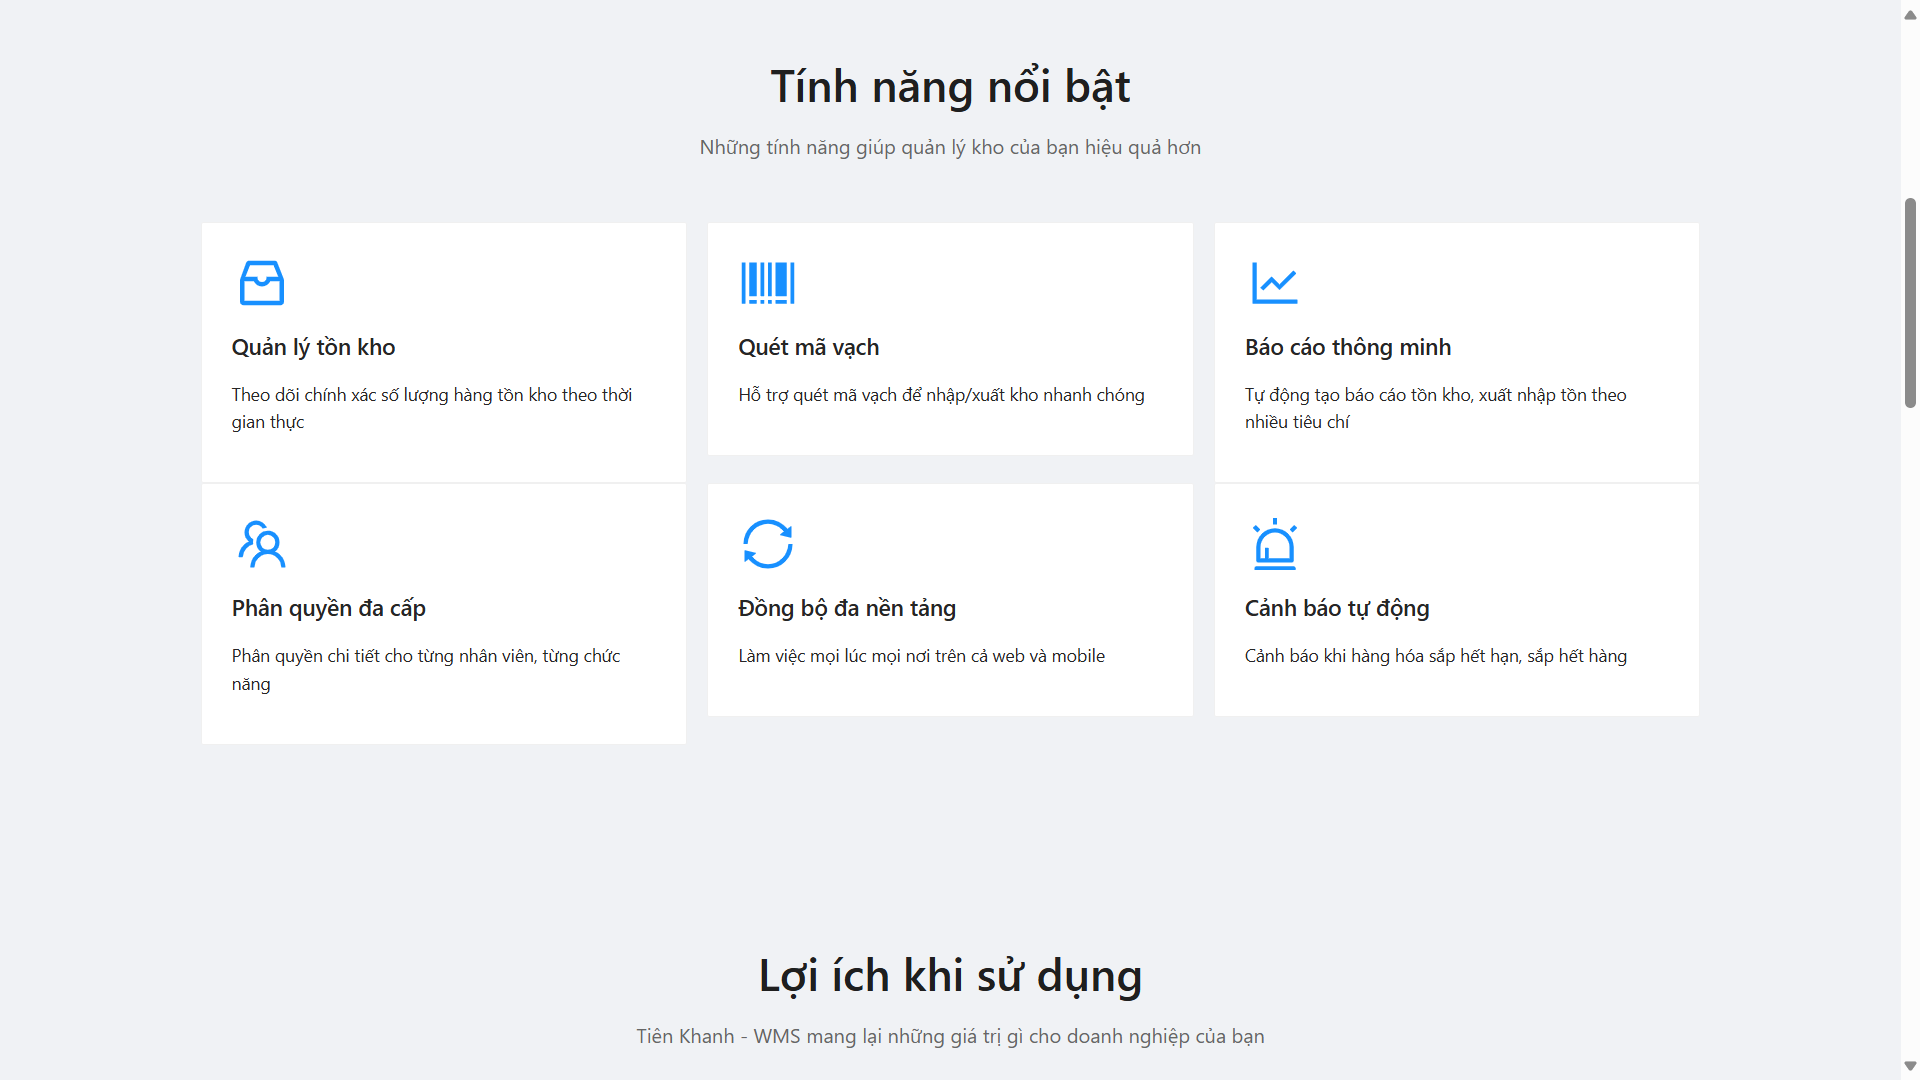 Tính năng nổi bật
Những tính năng giúp quản lý kho của bạn hiệu quả hơn
Quản lý tồn kho
Theo dõi chính xác số lượng hàng tồn kho theo thời
gian thực
Quét mã vạch
Hỗ trợ quét mã vạch để nhập/xuất kho nhanh chóng
Báo cáo thông minh
Tự động tạo báo cáo tồn kho, xuất nhập tồn theo
nhiều tiêu chí
Phân quyền đa cấp
Phân quyền chi tiết cho từng nhân viên, từng chức
năng
Đồng bộ đa nền tảng
Làm việc mọi lúc mọi nơi trên cả web và mobile
Cảnh báo tự động
Cảnh báo khi hàng hóa sắp hết hạn, sắp hết hàng
Lợi ích khi sử dụng
Tiên Khanh - WMS mang lại những giá trị gì cho doanh nghiệp của bạn